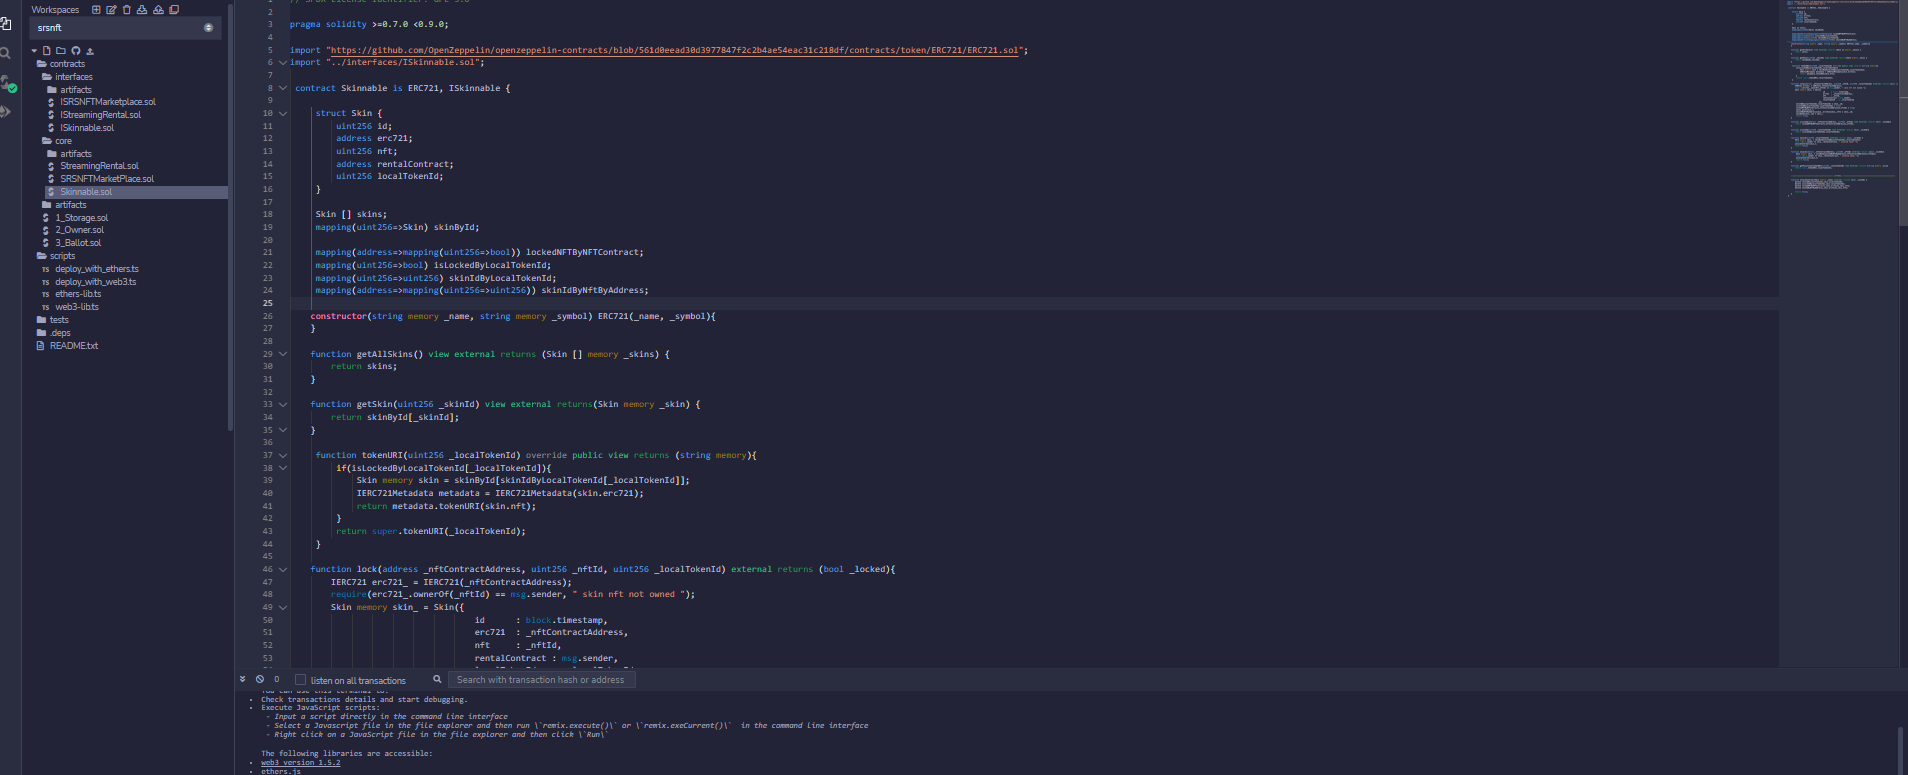 Workspaces
srsnft
contracts
interfaces
artifacts
ISRSNFTMarketplace.sol
IStreamingRental.sol
ISkinnable.sol
core
artifacts
StreamingRental.sol
SRSNFTMarketPlace.sol
Skinnable.sol
artifacts
1_Storage.sol
2_Owner.sol
3_Ballot.sol
scripts
deploy_with_ethers.ts
deploy_with_web3.ts
ethers-lib.ts
web3-lib.ts
tests
.deps
README.txt
2
3 pragma solidity >=0.7.0 <0.9.0;
4
5 import "https://github.com/OpenZeppelin/openzeppelin-contracts/blob/561d0eead30d3977847f2c2b4ae54eac31c218df/contracts/token/ERC721/ERC721.sol";
6 import "../interfaces/ISkinnable.sol";
7
8 contract Skinnable is ERC721, ISkinnable {
9
10 struct Skin {
11 uint256 id;
12 address erc721;
13 uint256 nft;
14 address rentalContract;
15 uint256 localTokenId;
16 }
17
18 Skin [] skins;
19 mapping(uint256=>Skin) skinById;
20
21 mapping(address=>mapping(uint256=>bool)) lockedNFTByNFTContract;
22 mapping(uint256=>bool) isLockedByLocalTokenId;
23 mapping(uint256=>uint256) skinIdByLocalTokenId;
24 mapping(address=>mapping(uint256=>uint256)) skinIdByNftByAddress;
25
26 constructor(string memory _name, string memory _symbol) ERC721(_name, _symbol){
27 }
28
29 function getAllSkins() view external returns (Skin [] memory _skins) {
30 return skins;
31 }
32
33 function getSkin(uint256 _skinId) view external returns(Skin memory _skin) {
34 return skinById[_skinId];
35 }
36
37 function tokenURI(uint256 _localTokenId) override public view returns (string memory){
38 if(isLockedByLocalTokenId[_localTokenId]){
39 Skin memory skin = skinById[skinIdByLocalTokenId[_localTokenId]];
40 IERC721Metadata metadata = IERC721Metadata(skin.erc721);
41 return metadata.tokenURI(skin.nft);
42 }
43 return super.tokenURI(_localTokenId);
44 }
45
46 function lock(address _nftContractAddress, uint256 _nftId, uint256 _localTokenId) external returns (bool _locked){
47 IERC721 erc721_ = IERC721(_nftContractAddress);
48 require(erc721_.ownerOf(_nftId) == msg.sender, " skin nft not owned ");
49 Skin memory skin_ = Skin({
50 id : block.timestamp,
51 erc721 : _nftContractAddress,
52 nft : _nftId,
53 rentalContract : msg.sender,
0 listen on all transactions Search with transaction hash or address
You can use this terminal to:
• Check transactions details and start debugging.
• Execute JavaScript scripts:
- Input a script directly in the command line interface
- Select a Javascript file in the file explorer and then run \`remix.execute()\` or \`remix.exeCurrent()\` in the command line interface
- Right click on a JavaScript file in the file explorer and then click \`Run\`
The following libraries are accessible:
• web3 version 1.5.2
• ethers.js